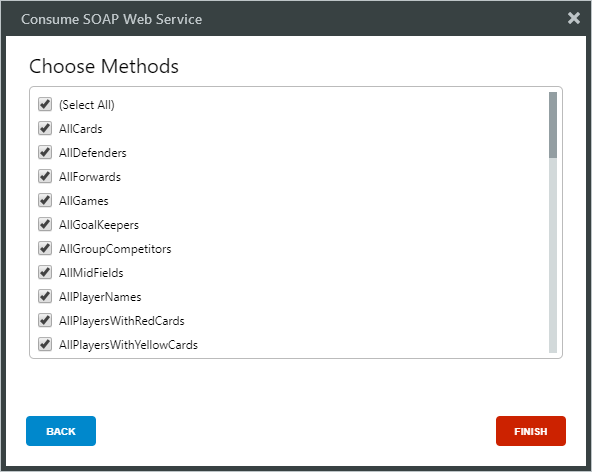 Consume SOAP Web Service
Choose Methods
(Select All)
AllCards
AllDefenders
AllForwards
AllGames
AllGoalKeepers
AllGroupCompetitors
AllMidFields
AllPlayerNames
AllPlayersWithRedCards
AllPlayersWithYellowCards
BACK
FINISH